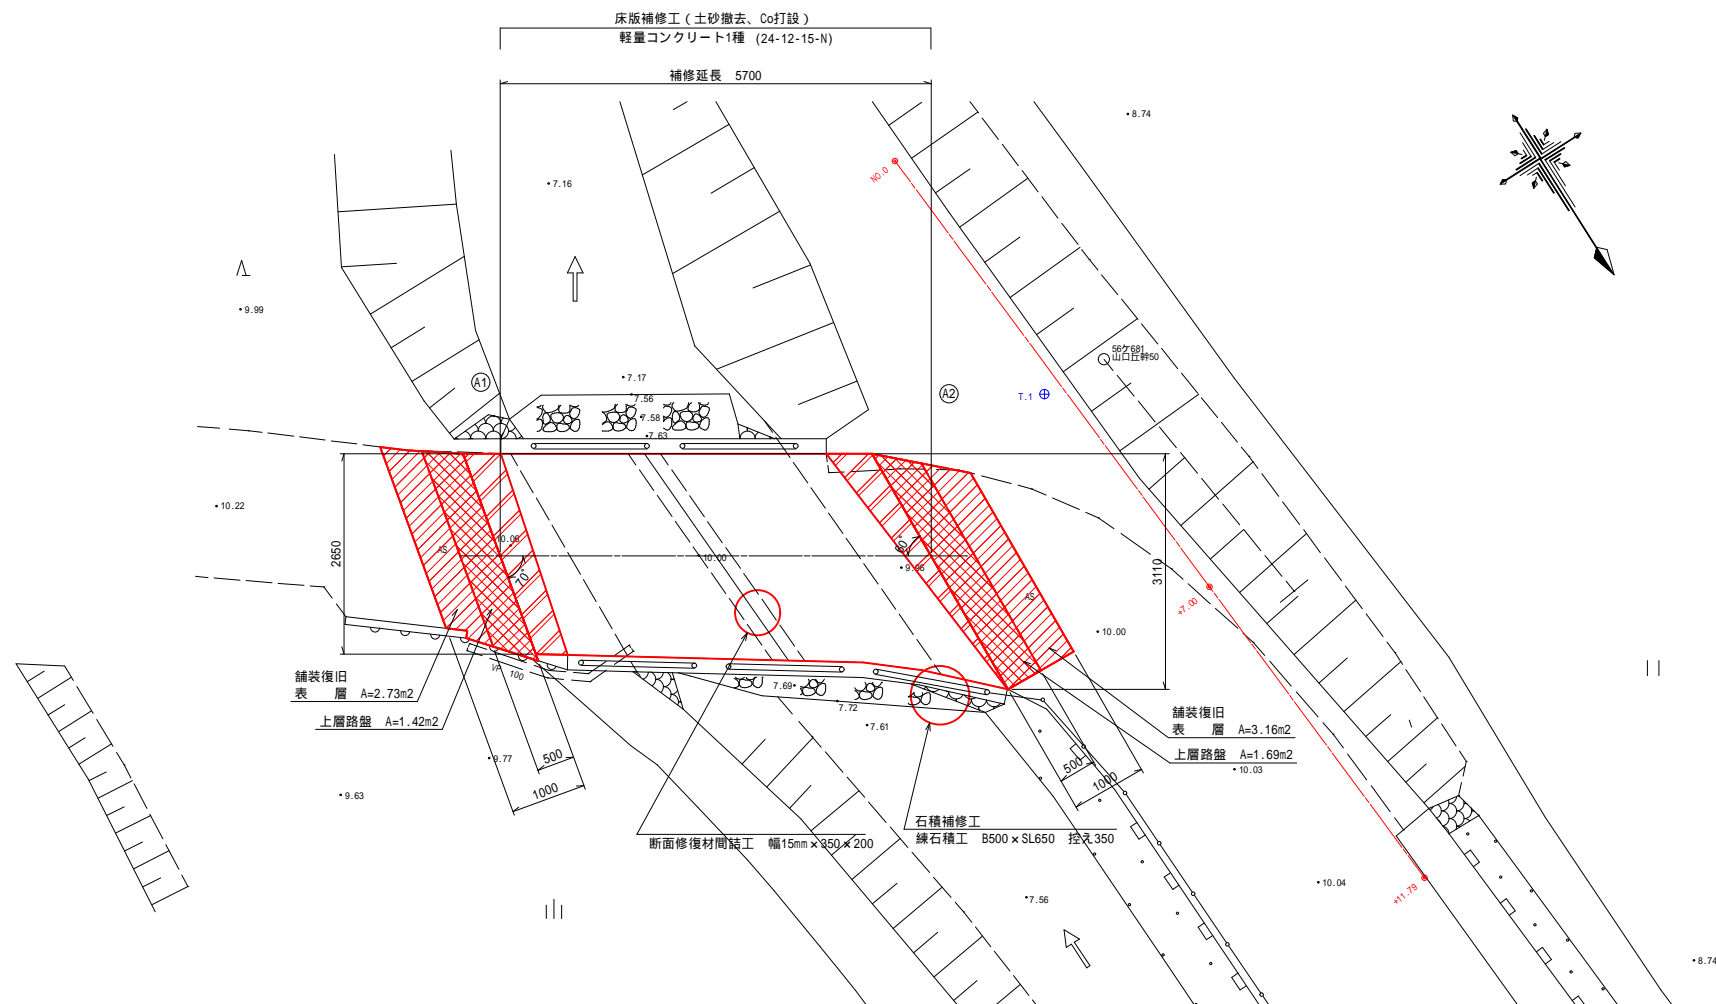 床版補修工（土砂撤去、Co打設）
軽量コンクリート1種 (24-12-15-N)
補修延長 5700
8.74
7.16
NO.0
9.99
56ケ681
山口丘幹50
7.17
A1
A2
T.1
7.56
7.58
7.63
10.22
2650
AS
10.06
70°
10.00
60°
9.96
AS
3110
+7.00
10.00
VP 100
舗装復旧
表 層 A=2.73m2
上層路盤 A=1.42m2
7.69
7.72
7.61
舗装復旧
表 層 A=3.16m2
上層路盤 A=1.69m2
9.77
500
1000
500
1000
10.03
9.63
断面修復材間詰工 幅15mm×350×200
石積補修工
練石積工 B500×SL650 控え350
10.04
+11.79
7.56
8.74